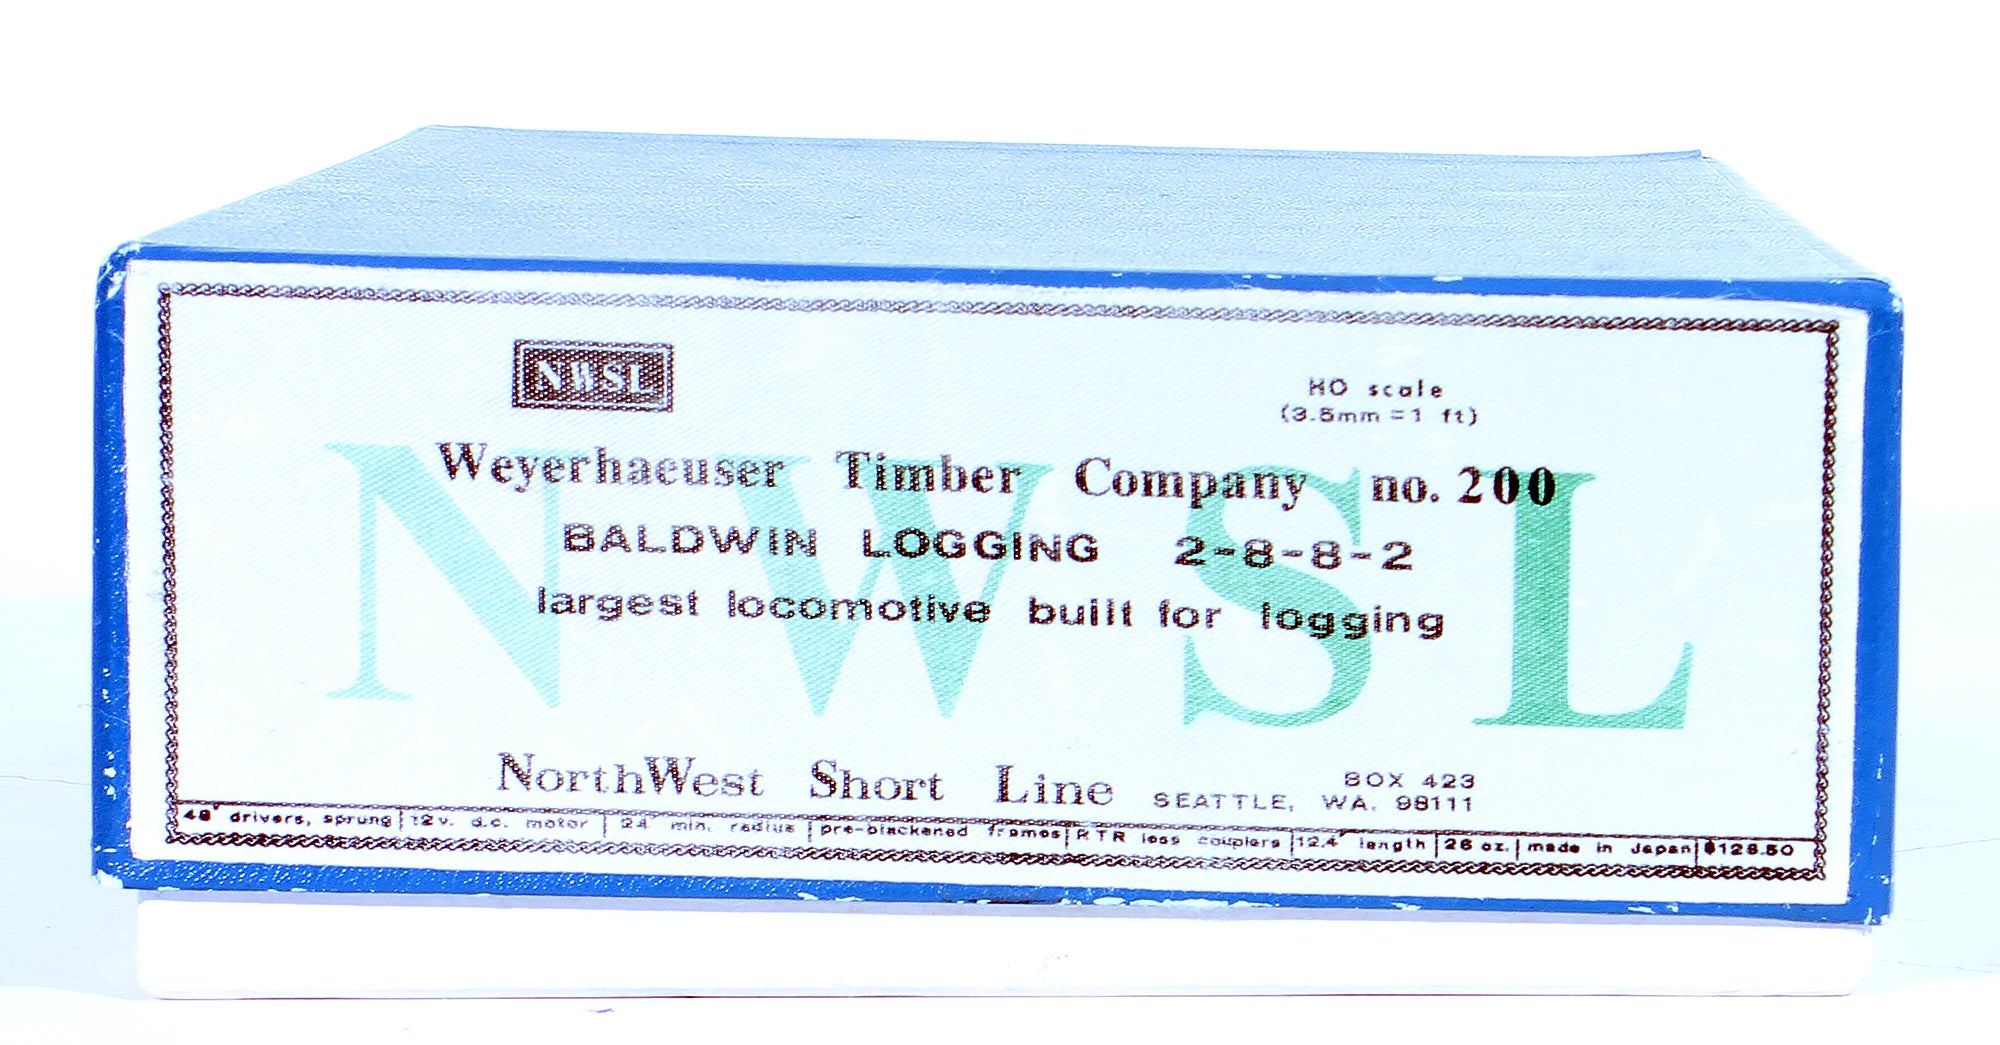 NWSL
HO scale
(3.5mm = 1 ft)
NWSL
Weyerhaeuser Timber Company no. 200
BALDWIN LOGGING 2-8-8-2
largest locomotive built for logging
NorthWest Short Line
BOX 423
SEATTLE, WA. 98111
48" drivers, sprung | 12v. d.c. motor | 24 min. radius | pre-blackened frames | RTR less couplers | 12.4" length | 26 oz. | made in Japan | $128.50